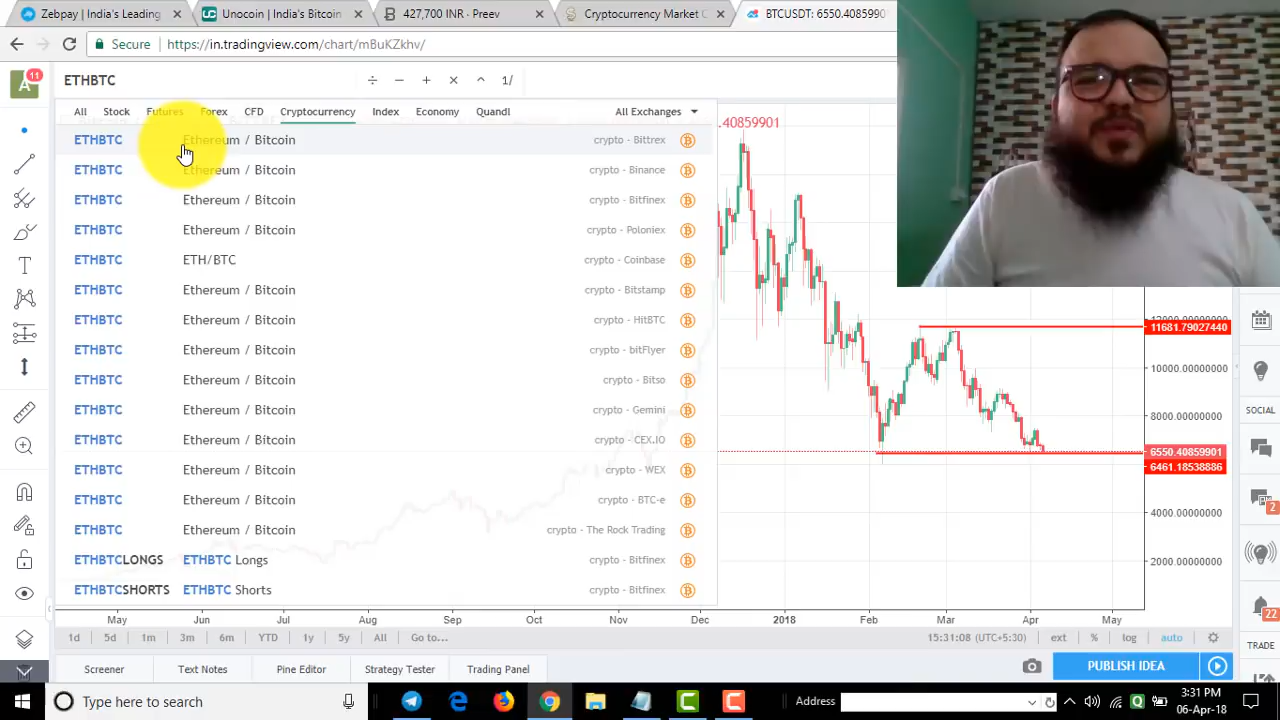 Zebpay | India's Leading
Unocoin | India's Bitcoin
427,700 INR - Preev
Cryptocurrency Market C
BTCUSDT: 6550.40859901
Secure
https://in.tradingview.com/chart/mBuKZkhv/
11
ETHBTC
1/
All Stock Futures Forex CFD Cryptocurrency Index Economy Quandl All Exchanges
.40859901
ETHBTC Ethereum / Bitcoin crypto - Bittrex
ETHBTC Ethereum / Bitcoin crypto - Binance
ETHBTC Ethereum / Bitcoin crypto - Bitfinex
ETHBTC Ethereum / Bitcoin crypto - Poloniex
ETHBTC ETH/BTC crypto - Coinbase
ETHBTC Ethereum / Bitcoin crypto - Bitstamp
ETHBTC Ethereum / Bitcoin crypto - HitBTC
ETHBTC Ethereum / Bitcoin crypto - bitFlyer
ETHBTC Ethereum / Bitcoin crypto - Bitso
ETHBTC Ethereum / Bitcoin crypto - Gemini
ETHBTC Ethereum / Bitcoin crypto - CEX.IO
ETHBTC Ethereum / Bitcoin crypto - WEX
ETHBTC Ethereum / Bitcoin crypto - BTC-e
ETHBTC Ethereum / Bitcoin crypto - The Rock Trading
ETHBTCLONGS ETHBTC Longs crypto - Bitfinex
ETHBTCSHORTS ETHBTC Shorts crypto - Bitfinex
11681.79027440
10000.00000000
8000.00000000
6550.40859901
6461.18538886
4000.00000000
2000.00000000
SOCIAL
2
22
TRADE
May Jun Jul Aug Sep Oct Nov Dec 2018 Feb Mar Apr May
1d 5d 1m 3m 6m YTD 1y 5y All Go to... 15:31:08 (UTC+5:30) ext % log auto
Screener Text Notes Pine Editor Strategy Tester Trading Panel PUBLISH IDEA
Type here to search
Address
3:31 PM
06-Apr-18